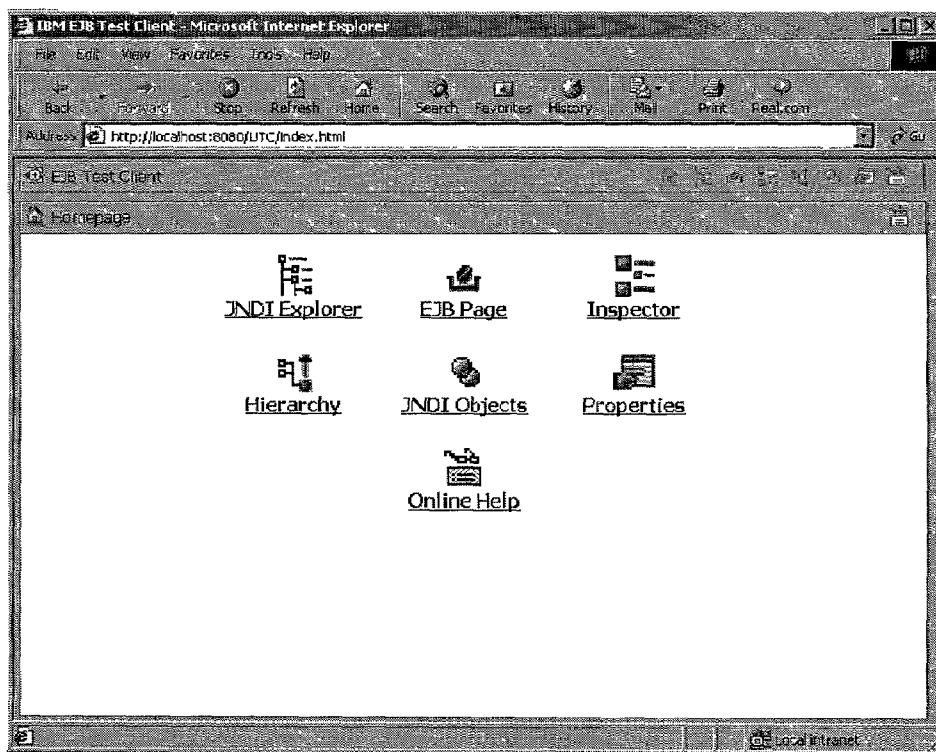 IBM EJB Test Client - Microsoft Internet Explorer
File Edit View Favorites Tools Help
Back Forward Stop Refresh Home Search Favorites History Mail Print Real.com
Address http://localhost:8080/UTC/index.html Go
EJB Test Client
Homepage
JNDI Explorer EJB Page Inspector
Hierarchy JNDI Objects Properties
Online Help
Local intranet